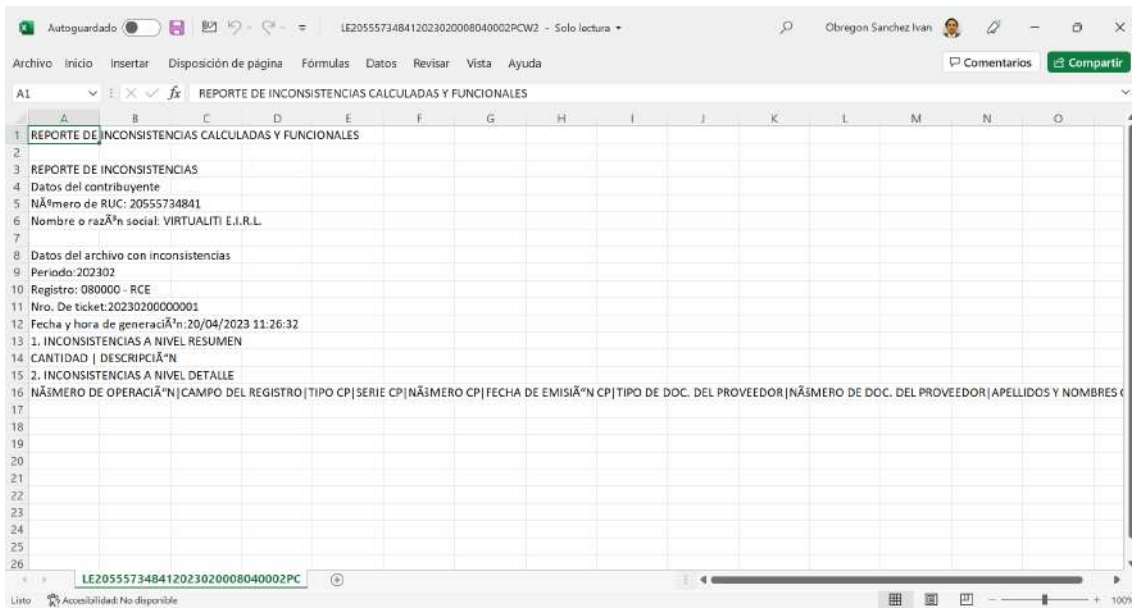 Autoguardado
LE2055573484120230200080400002PCW2 - Solo lectura
Obregon Sanchez Ivan
Archivo Inicio Insertar Disposición de página Fórmulas Datos Revisar Vista Ayuda
Comentarios Compartir
A1 fx REPORTE DE INCONSISTENCIAS CALCULADAS Y FUNCIONALES
A B C D E F G H I J K L M N O
1 REPORTE DE INCONSISTENCIAS CALCULADAS Y FUNCIONALES
2
3 REPORTE DE INCONSISTENCIAS
4 Datos del contribuyente
5 NÃºmero de RUC: 20555734841
6 Nombre o razÃ³n social: VIRTUALITI E.I.R.L.
7
8 Datos del archivo con inconsistencias
9 Periodo:202302
10 Registro: 080000 - RCE
11 Nro. De ticket:20230200000001
12 Fecha y hora de generaciÃ³n:20/04/2023 11:26:32
13 1. INCONSISTENCIAS A NIVEL RESUMEN
14 CANTIDAD | DESCRIPCIÃ“N
15 2. INCONSISTENCIAS A NIVEL DETALLE
16 NÃšMERO DE OPERACIÃ“N|CAMPO DEL REGISTRO|TIPO CP|SERIE CP|NÃšMERO CP|FECHA DE EMISIÃ“N CP|TIPO DE DOC. DEL PROVEEDOR|NÃšMERO DE DOC. DEL PROVEEDOR|APELLIDOS Y NOMBRES
17
18
19
20
21
22
23
24
25
26
LE2055573484120230200080400002PC
Listo Accesibilidad: No disponible
100%